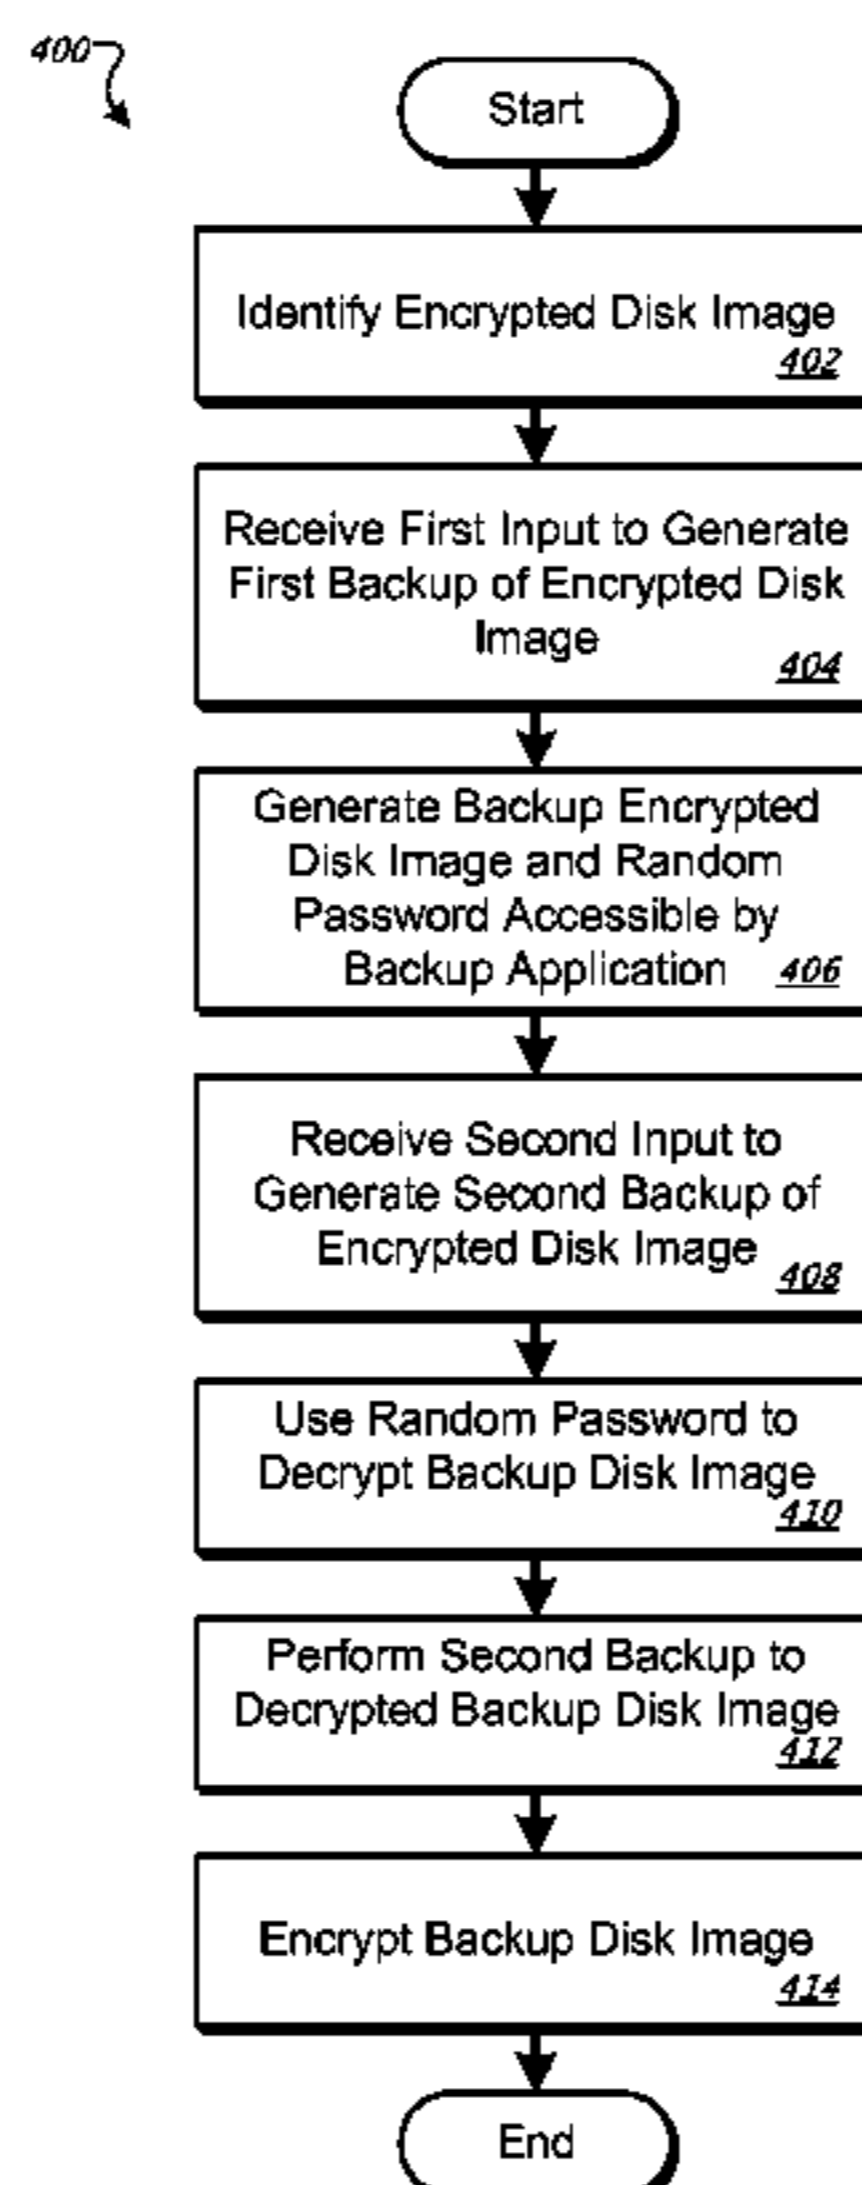 400
Start
Identify Encrypted Disk Image
402
Receive First Input to Generate
First Backup of Encrypted Disk
Image
404
Generate Backup Encrypted
Disk Image and Random
Password Accessible by
Backup Application 406
Receive Second Input to
Generate Second Backup of
Encrypted Disk Image
408
Use Random Password to
Decrypt Backup Disk Image
410
Perform Second Backup to
Decrypted Backup Disk Image
412
Encrypt Backup Disk Image
414
End